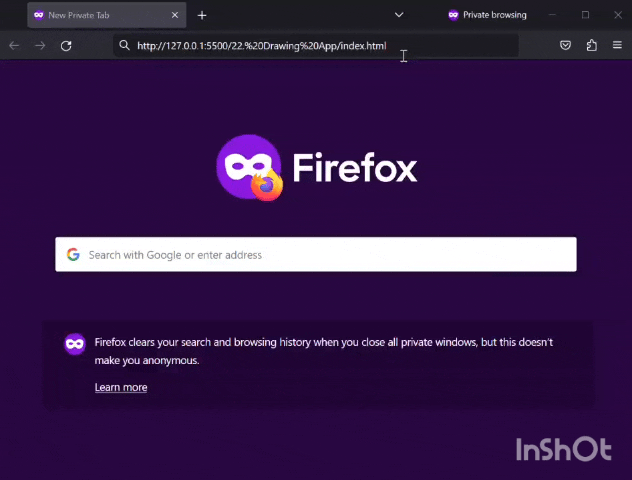 New Private Tab
Private browsing
http://127.0.0.1:5500/22.%20Drawing%20App/index.html
Firefox
Search with Google or enter address
Firefox clears your search and browsing history when you close all private windows, but this doesn't
make you anonymous.
Learn more
InShOt